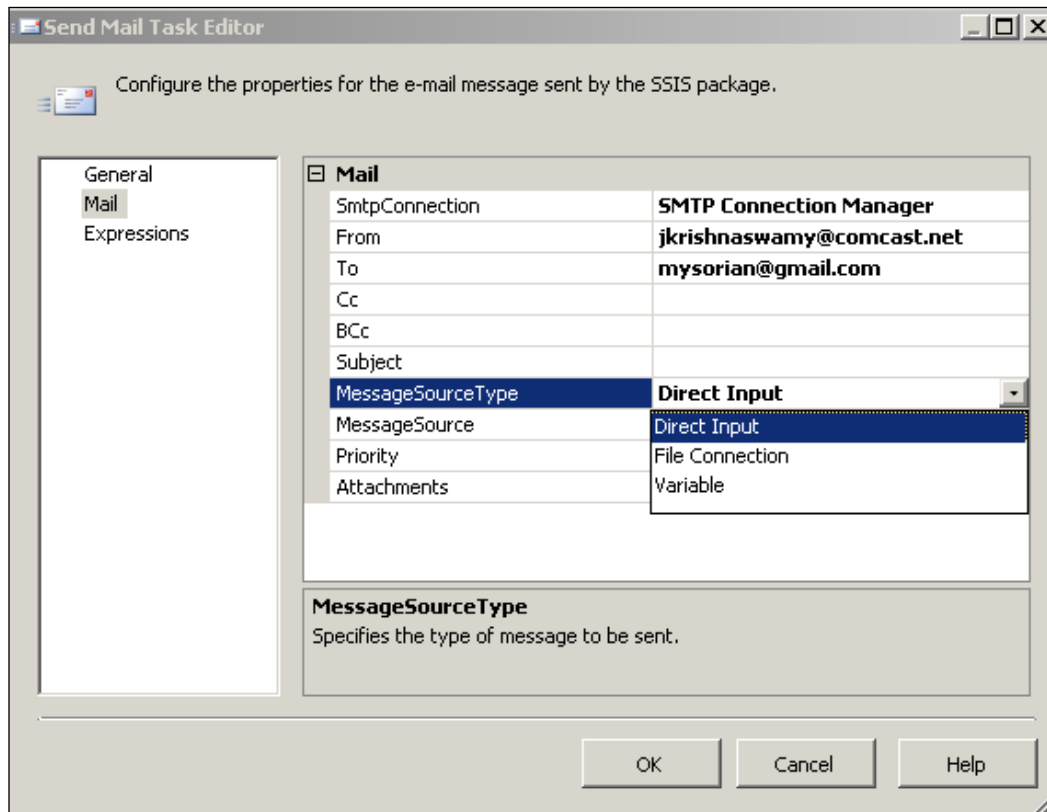 Send Mail Task Editor
Configure the properties for the e-mail message sent by the SSIS package.
General
Mail
Expressions
Mail
SmtpConnection SMTP Connection Manager
From jkrishnaswamy@comcast.net
To mysorian@gmail.com
Cc
BCc
Subject
MessageSourceType Direct Input
MessageSource Direct Input
Priority File Connection
Attachments Variable
MessageSourceType
Specifies the type of message to be sent.
OK Cancel Help